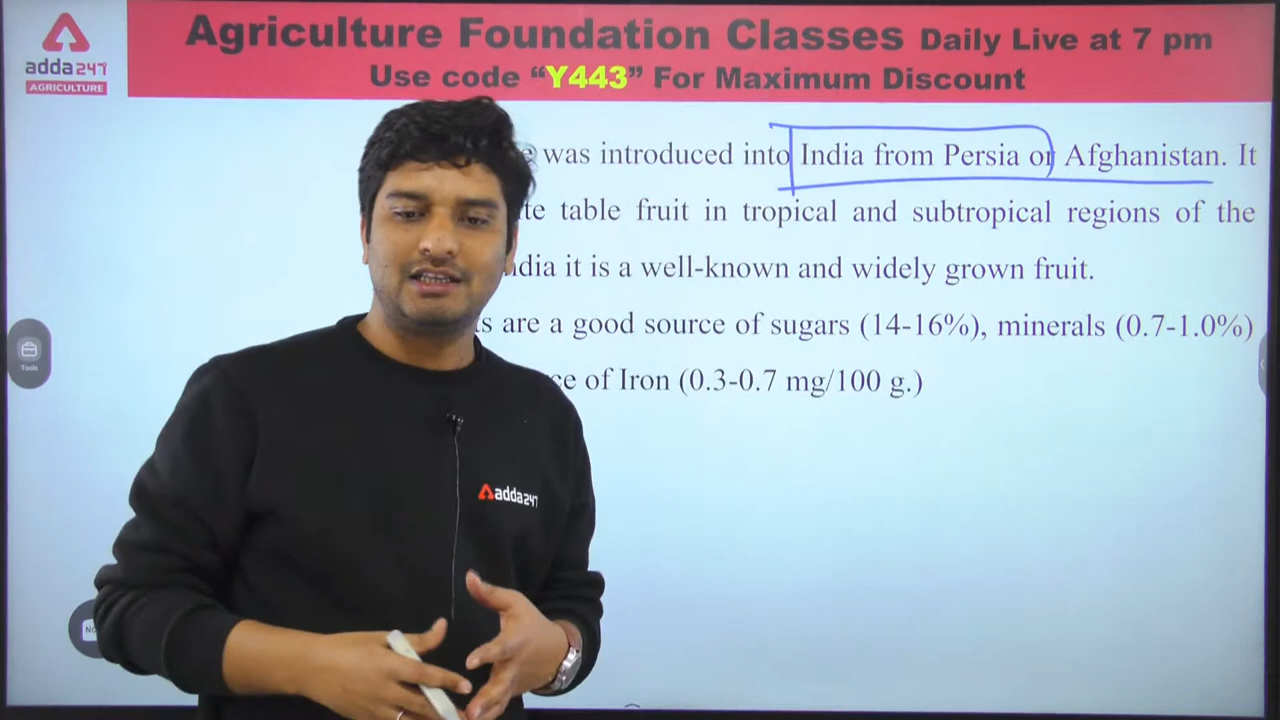 Agriculture Foundation Classes Daily Live at 7 pm
adda247
AGRICULTURE
Use code “Y443” For Maximum Discount
was introduced into India from Persia or Afghanistan. It
table fruit in tropical and subtropical regions of the
it is a well-known and widely grown fruit.
are a good source of sugars (14-16%), minerals (0.7-1.0%)
Tools
of Iron (0.3-0.7 mg/100 g.)
adda247